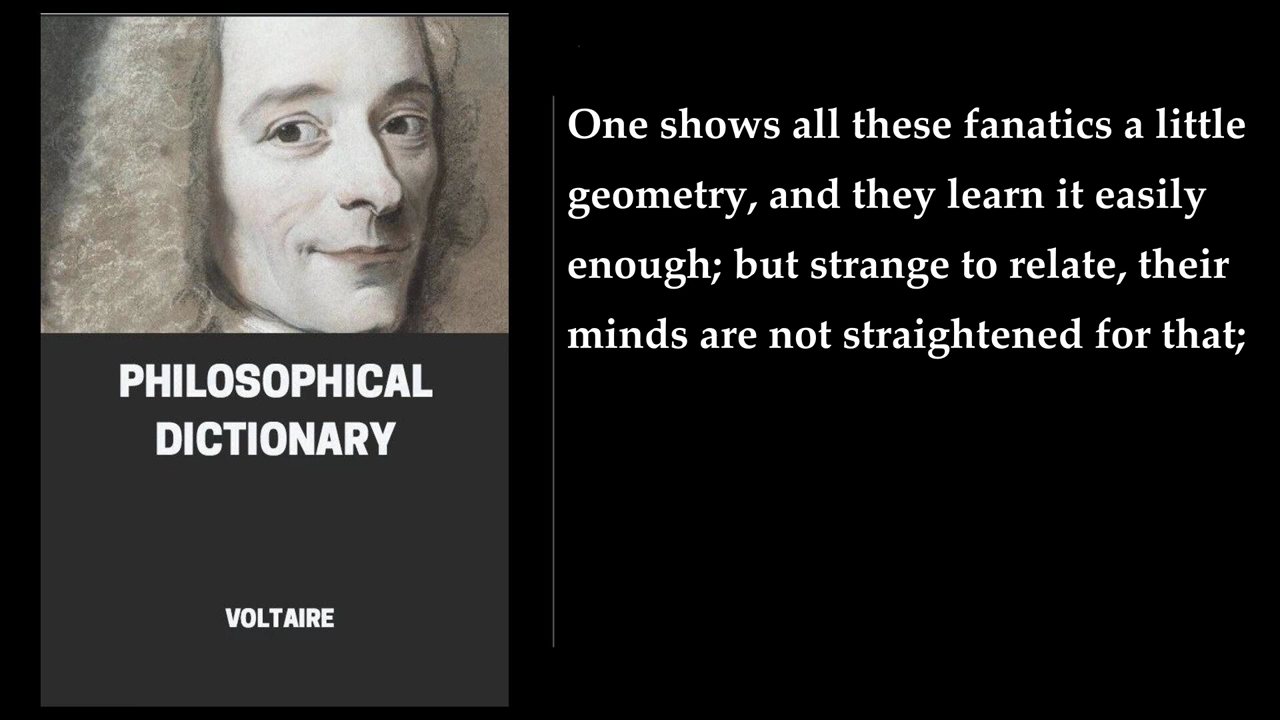 PHILOSOPHICAL
DICTIONARY
VOLTAIRE
One shows all these fanatics a little
geometry, and they learn it easily
enough; but strange to relate, their
minds are not straightened for that;